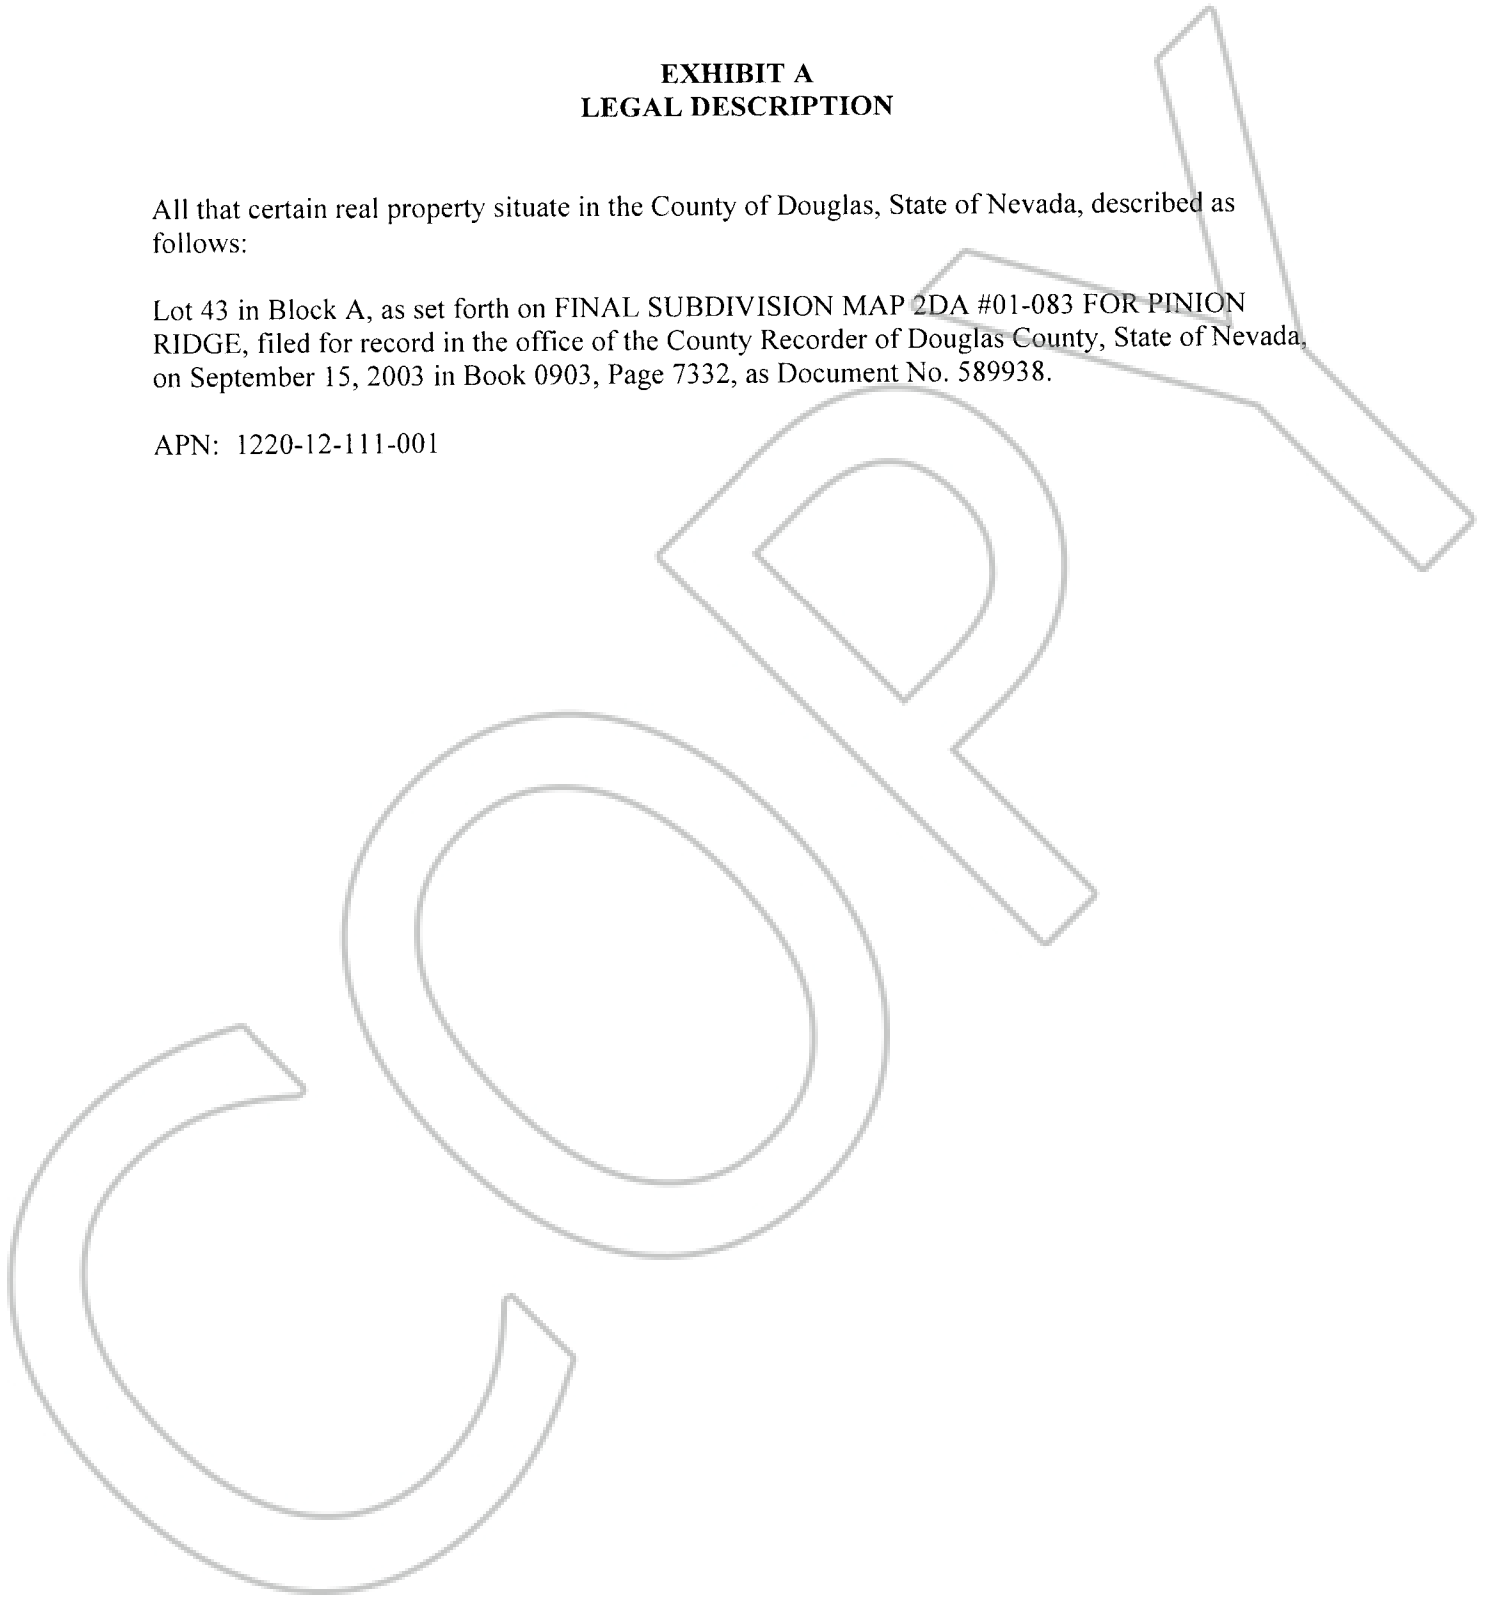 EXHIBIT A
LEGAL DESCRIPTION
All that certain real property situate in the County of Douglas, State of Nevada, described as
follows:
Lot 43 in Block A, as set forth on FINAL SUBDIVISION MAP 2DA #01-083 FOR PINION
RIDGE, filed for record in the office of the County Recorder of Douglas County, State of Nevada,
on September 15, 2003 in Book 0903, Page 7332, as Document No. 589938.
APN: 1220-12-111-001
COPY